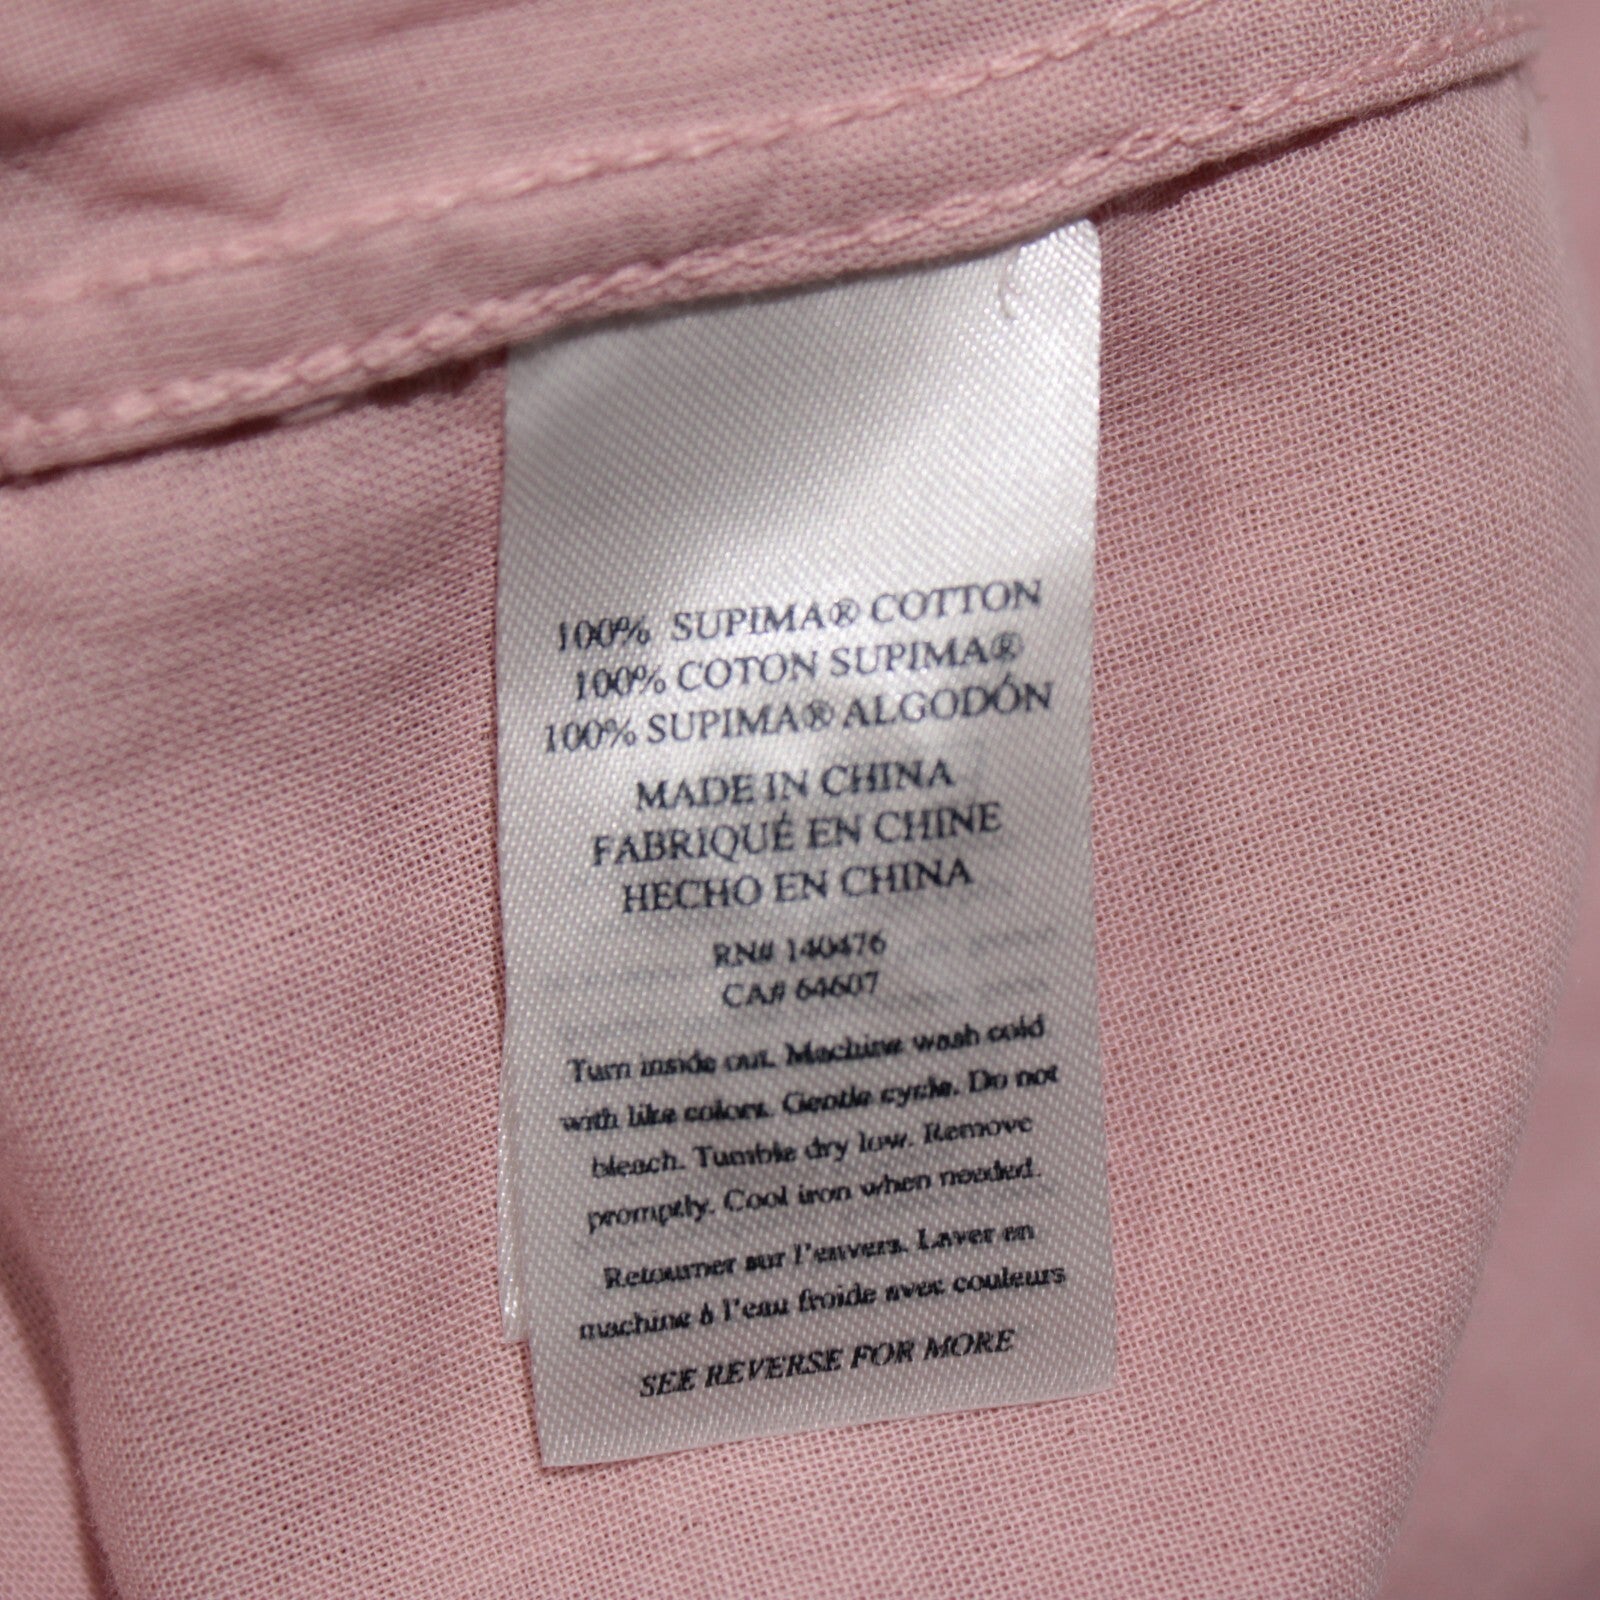 100% SUPIMA® COTTON
100% COTON SUPIMA®
100% SUPIMA® ALGODÓN
MADE IN CHINA
FABRIQUÉ EN CHINE
HECHO EN CHINA
RN# 140476
CA# 64607
Turn inside out. Machine wash cold
with like colors. Gentle cycle. Do not
bleach. Tumble dry low. Remove
promptly. Cool iron when needed.
Retourner sur l'envers. Laver en
machine à l'eau froide avec couleurs
SEE REVERSE FOR MORE